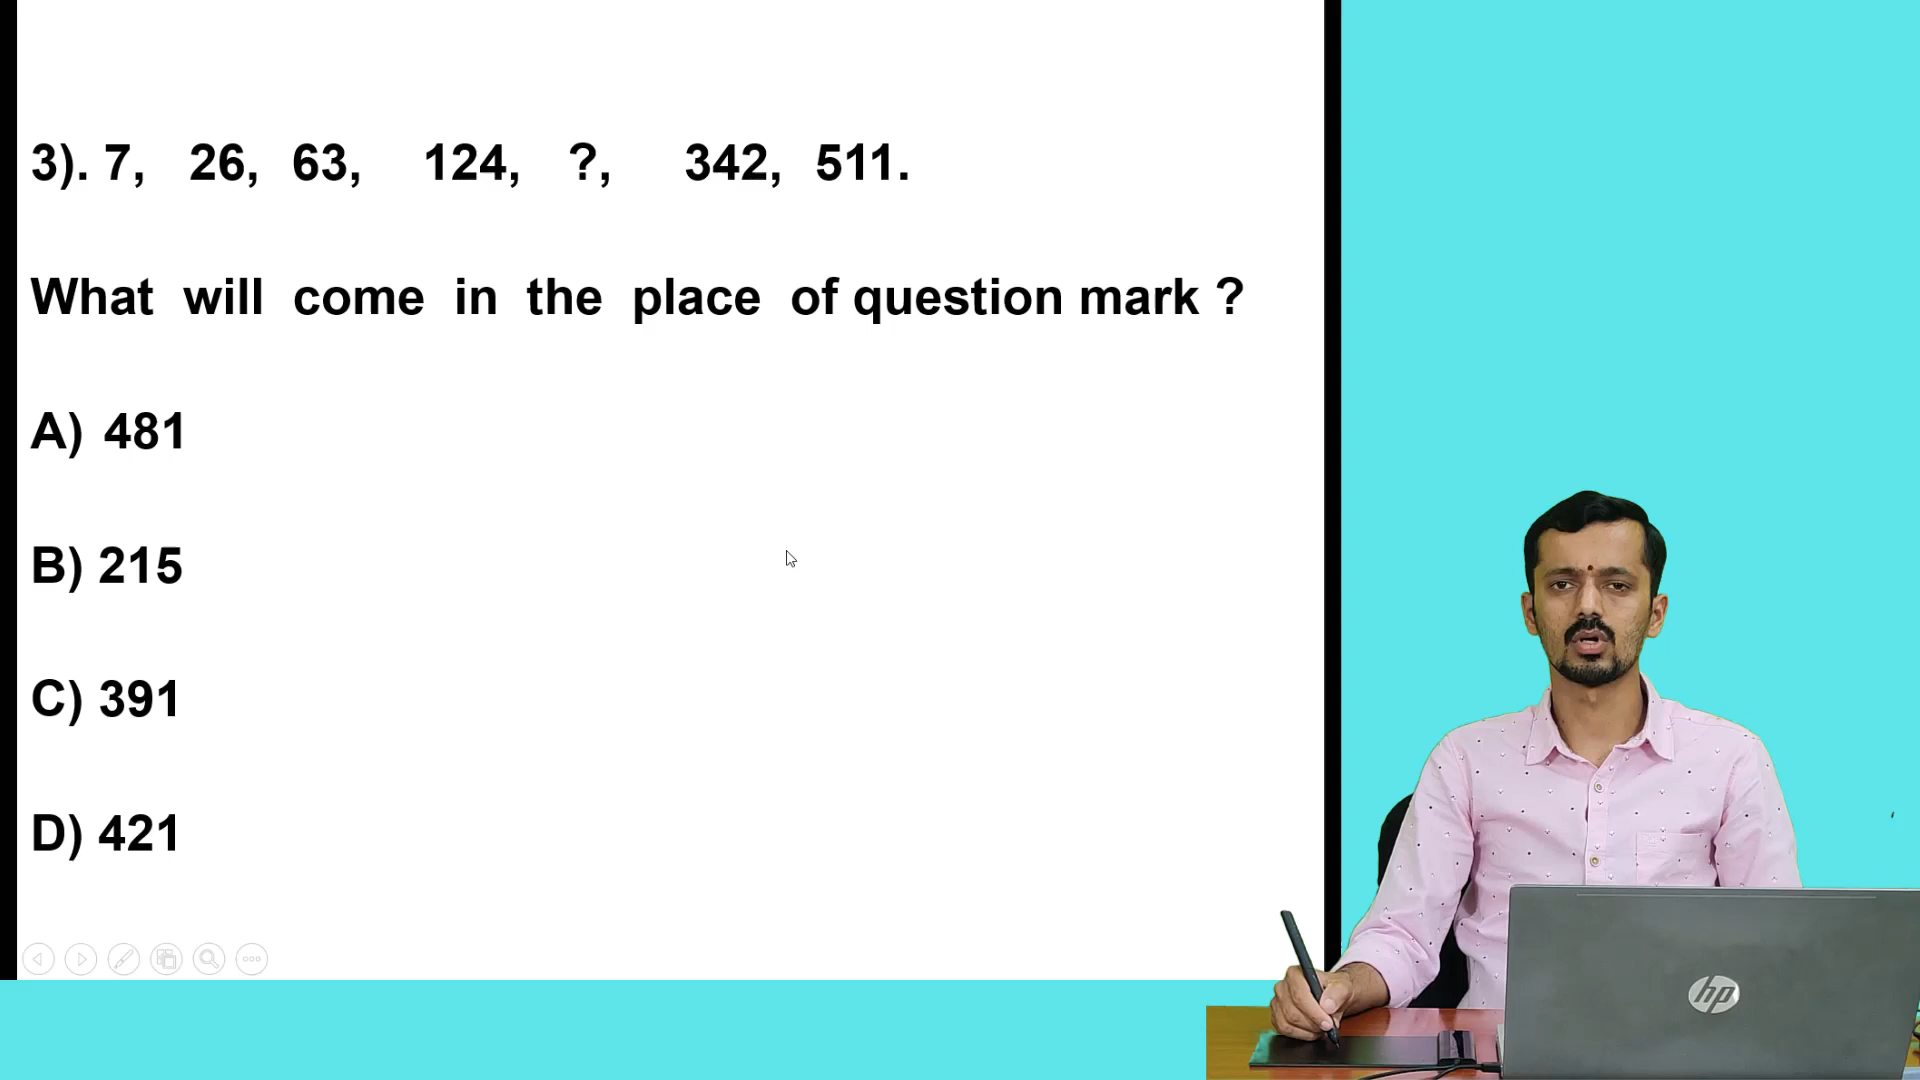 3). 7, 26, 63, 124, ?, 342, 511.
What will come in the place of question mark ?
A) 481
B) 215
C) 391
D) 421
hp